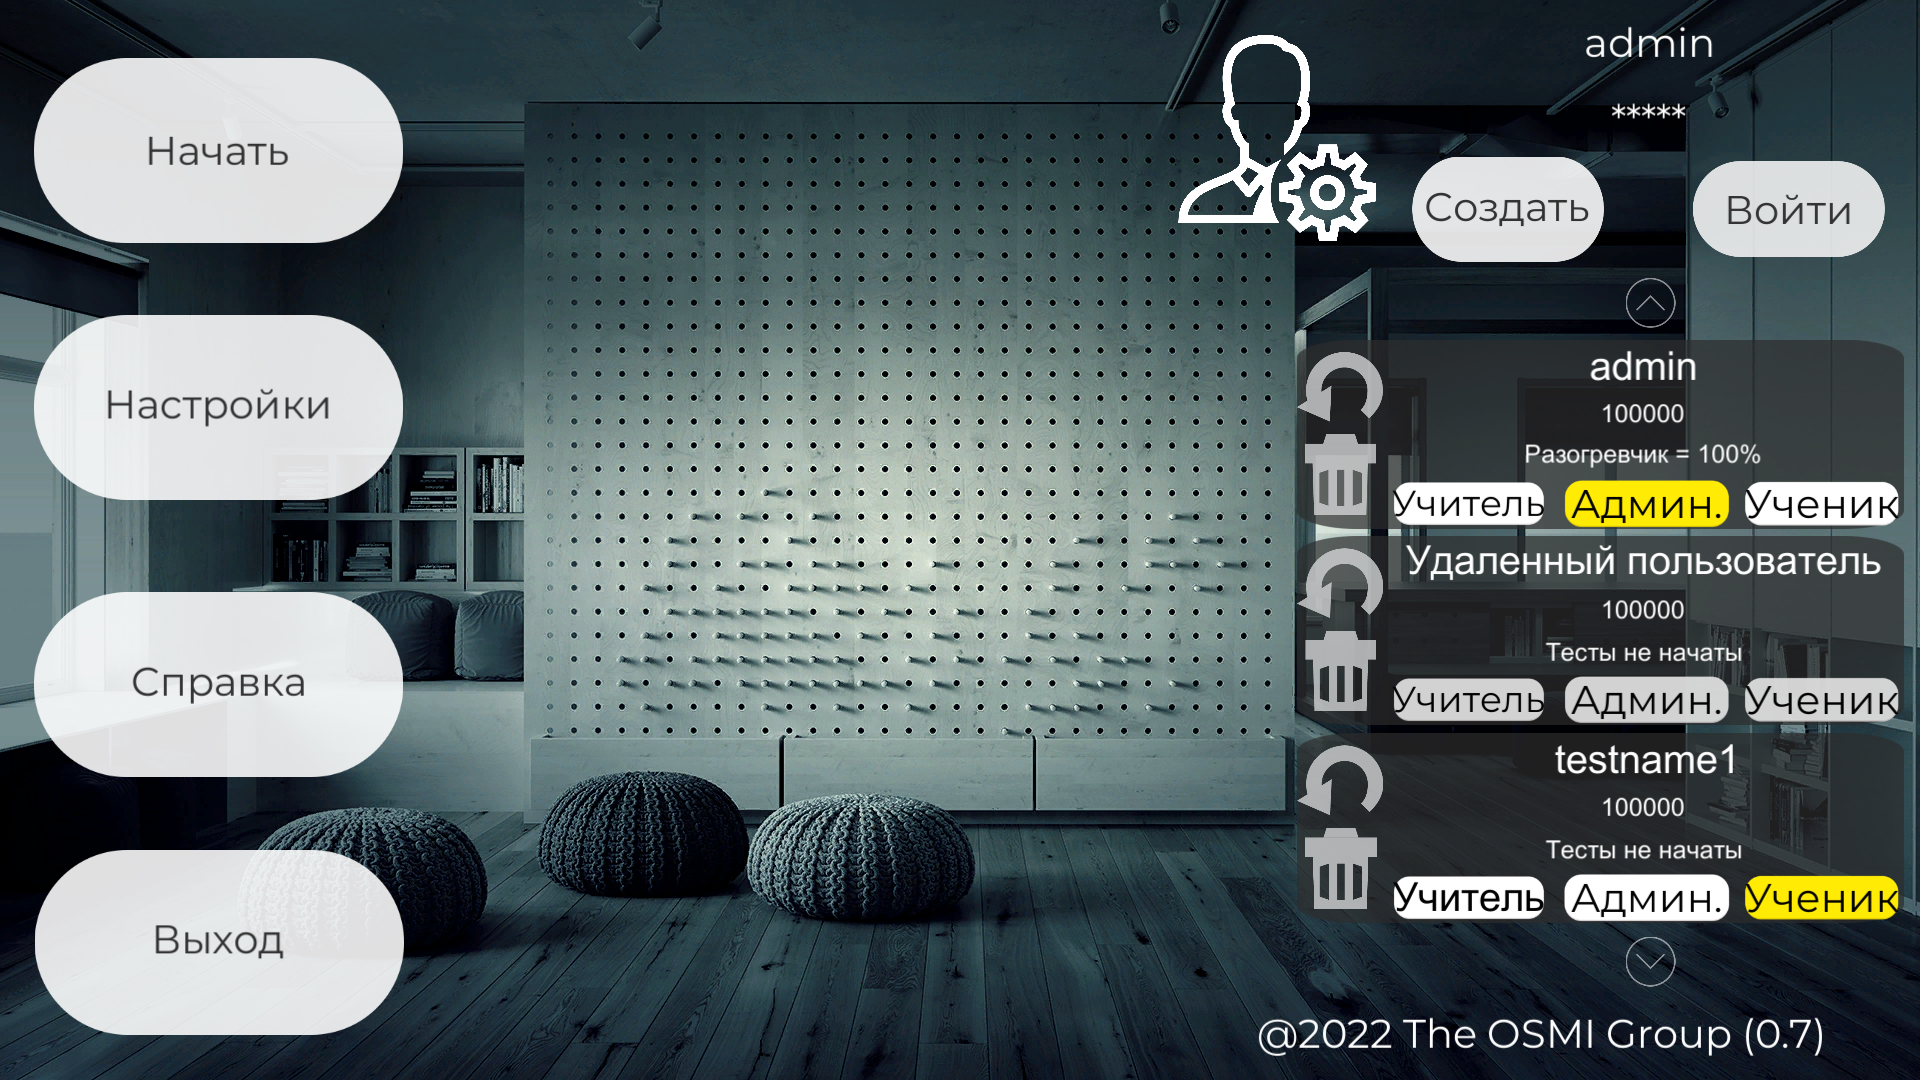 Начать
Настройки
Справка
Выход
admin
*****
Создать
Войти
admin
100000
Разогревчик = 100%
Учитель Админ. Ученик
Удаленный пользователь
100000
Тесты не начаты
Учитель Админ. Ученик
testname1
100000
Тесты не начаты
Учитель Админ. Ученик
@2022 The OSMI Group (0.7)